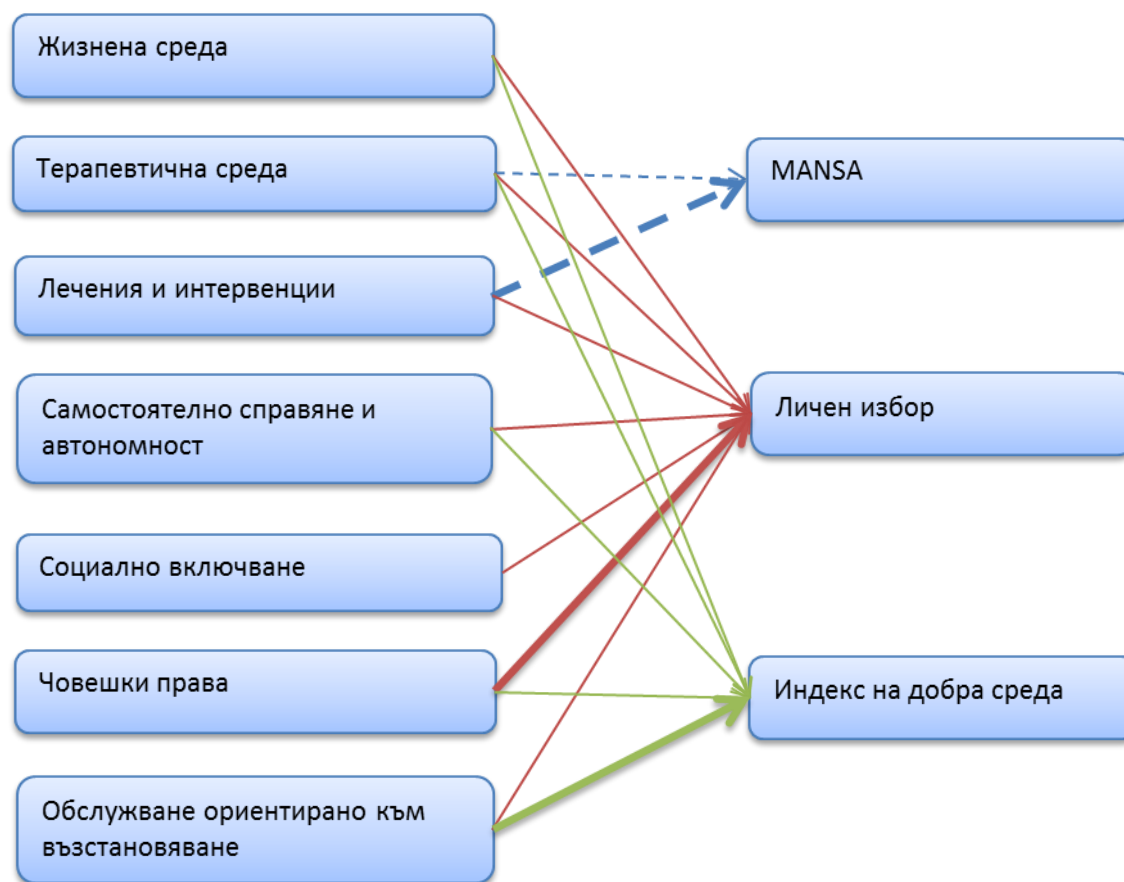 Жизнена среда
Терапевтична среда
Лечения и интервенции
Самостоятелно справяне и
автономност
Социално включване
Човешки права
Обслужване ориентирано към
възстановяване
MANSA
Личен избор
Индекс на добра среда